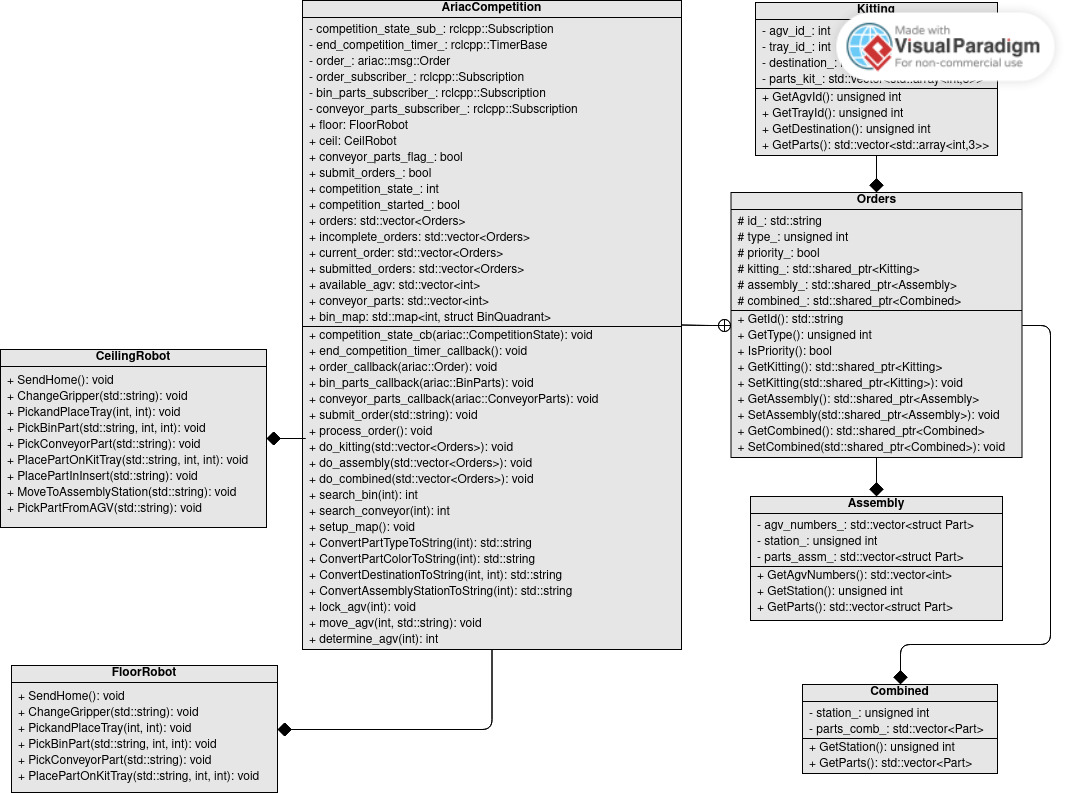 AriacCompetition
- competition_state_sub_: rclcpp::Subscription
- end_competition_timer_: rclcpp::TimerBase
- order_: ariac::msg::Order
- order_subscriber_: rclcpp::Subscription
- bin_parts_subscriber_: rclcpp::Subscription
- conveyor_parts_subscriber_: rclcpp::Subscription
+ floor: FloorRobot
+ ceil: CeilRobot
+ conveyor_parts_flag_: bool
+ submit_orders_: bool
+ competition_state_: int
+ competition_started_: bool
+ orders: std::vector<Orders>
+ incomplete_orders: std::vector<Orders>
+ current_order: std::vector<Orders>
+ submitted_orders: std::vector<Orders>
+ available_agv: std::vector<int>
+ conveyor_parts: std::vector<int>
+ bin_map: std::map<int, struct BinQuadrant>
+ competition_state_cb(ariac::CompetitionState): void
+ end_competition_timer_callback(): void
+ order_callback(ariac::Order): void
+ bin_parts_callback(ariac::BinParts): void
+ conveyor_parts_callback(ariac::ConveyorParts): void
+ submit_order(std::string): void
+ process_order(): void
+ do_kitting(std::vector<Orders>): void
+ do_assembly(std::vector<Orders>): void
+ do_combined(std::vector<Orders>): void
+ search_bin(int): int
+ search_conveyor(int): int
+ setup_map(): void
+ ConvertPartTypeToString(int): std::string
+ ConvertPartColorToString(int): std::string
+ ConvertDestinationToString(int, int): std::string
+ ConvertAssemblyStationToString(int): std::string
+ lock_agv(int): void
+ move_agv(int, std::string): void
+ determine_agv(int): int
Kitting
- agv_id_: int
- tray_id_: int
- destination_:
- parts_kit_: std::vector<std::array<int,3>>
+ GetAgvId(): unsigned int
+ GetTrayId(): unsigned int
+ GetDestination(): unsigned int
+ GetParts(): std::vector<std::array<int,3>>
Made with
VisualParadigm
For non-commercial use
Orders
# id_: std::string
# type_: unsigned int
# priority_: bool
# kitting_: std::shared_ptr<Kitting>
# assembly_: std::shared_ptr<Assembly>
# combined_: std::shared_ptr<Combined>
+ GetId(): std::string
+ GetType(): unsigned int
+ IsPriority(): bool
+ GetKitting(): std::shared_ptr<Kitting>
+ SetKitting(std::shared_ptr<Kitting>): void
+ GetAssembly(): std::shared_ptr<Assembly>
+ SetAssembly(std::shared_ptr<Assembly>): void
+ GetCombined(): std::shared_ptr<Combined>
+ SetCombined(std::shared_ptr<Combined>): void
CeilingRobot
+ SendHome(): void
+ ChangeGripper(std::string): void
+ PickandPlaceTray(int, int): void
+ PickBinPart(std::string, int, int): void
+ PickConveyorPart(std::string): void
+ PlacePartOnKitTray(std::string, int, int): void
+ PlacePartInInsert(std::string): void
+ MoveToAssemblyStation(std::string): void
+ PickPartFromAGV(std::string): void
Assembly
- agv_numbers_: std::vector<struct Part>
- station_: unsigned int
- parts_assm_: std::vector<struct Part>
+ GetAgvNumbers(): std::vector<int>
+ GetStation(): unsigned int
+ GetParts(): std::vector<struct Part>
FloorRobot
+ SendHome(): void
+ ChangeGripper(std::string): void
+ PickandPlaceTray(int, int): void
+ PickBinPart(std::string, int, int): void
+ PickConveyorPart(std::string): void
+ PlacePartOnKitTray(std::string, int, int): void
Combined
- station_: unsigned int
- parts_comb_: std::vector<Part>
+ GetStation(): unsigned int
+ GetParts(): std::vector<Part>